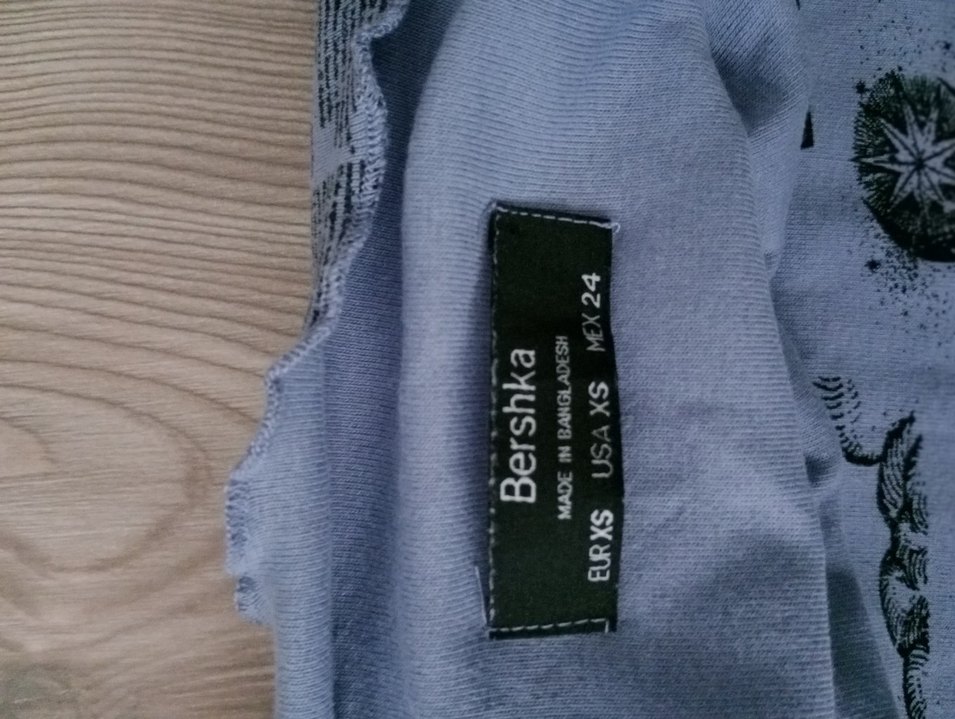 Bershka
MADE IN BANGLADESH
EUR XS USA XS MEX 24